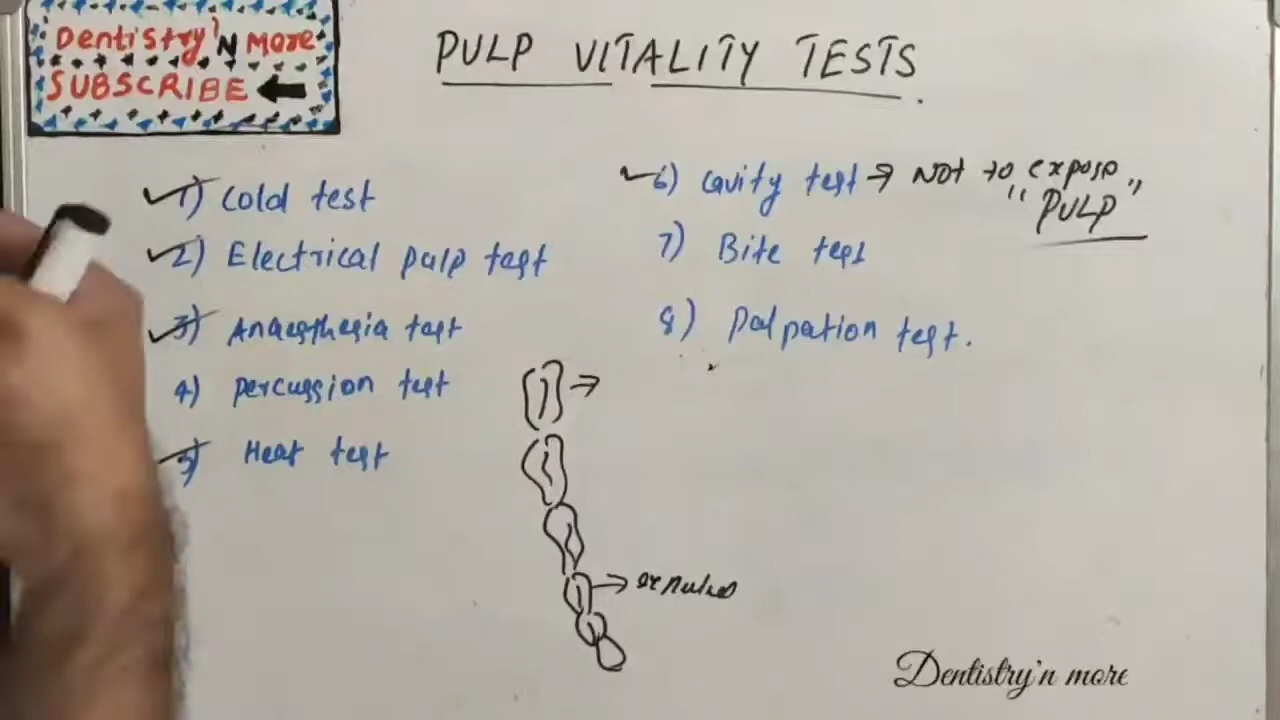 Dentistry'N More
SUBSCRIBE
PULP VITALITY TESTS.
1) Cold test
2) Electrical pulp test
3) Anaesthesia test
4) percussion test
5) Heat test
6) Cavity test → Not to expose
"PULP"
7) Bite test
8) Palpation test.
Dentistry'n more